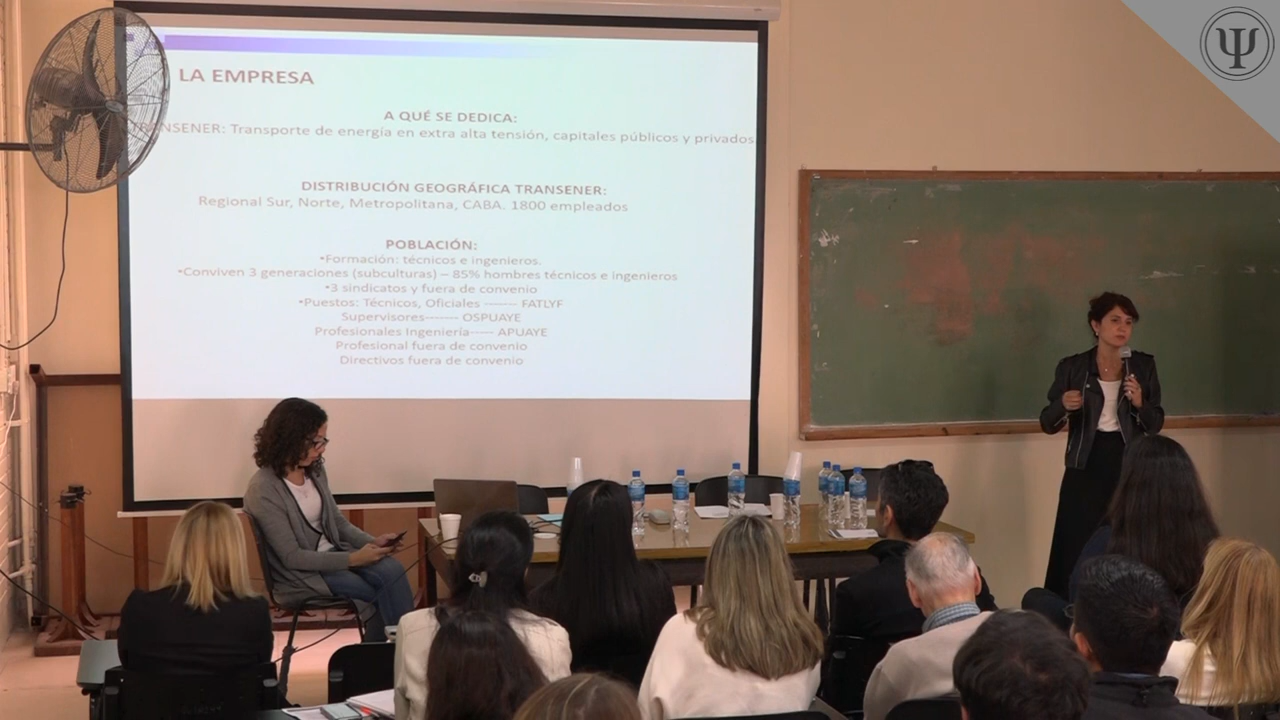 LA EMPRESA
A QUÉ SE DEDICA:
TRANSENER: Transporte de energía en extra alta tensión, capitales públicos y privados
DISTRIBUCIÓN GEOGRÁFICA TRANSENER:
Regional Sur, Norte, Metropolitana, CABA. 1800 empleados
POBLACIÓN:
•Formación: técnicos e ingenieros.
•Conviven 3 generaciones (subculturas) – 85% hombres técnicos e ingenieros
•3 sindicatos y fuera de convenio
•Puestos: Técnicos, Oficiales -------- FATLYF
Supervisores------- OSPUAYE
Profesionales Ingeniería----- APUAYE
Profesional fuera de convenio
Directivos fuera de convenio
Ψ